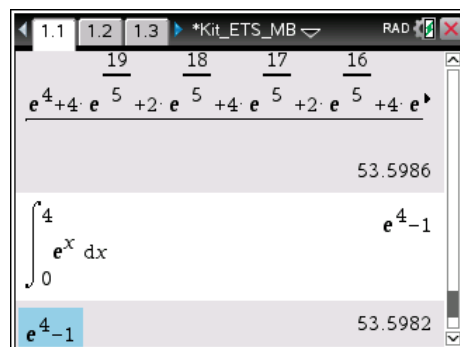 1.1 1.2 1.3 *Kit_ETS_MB RAD
e^4+4·e^(19/5)+2·e^(18/5)+4·e^(17/5)+2·e^(16/5)+4·e
53.5986
∫_0^4 e^x dx e^4−1
e^4−1 53.5982